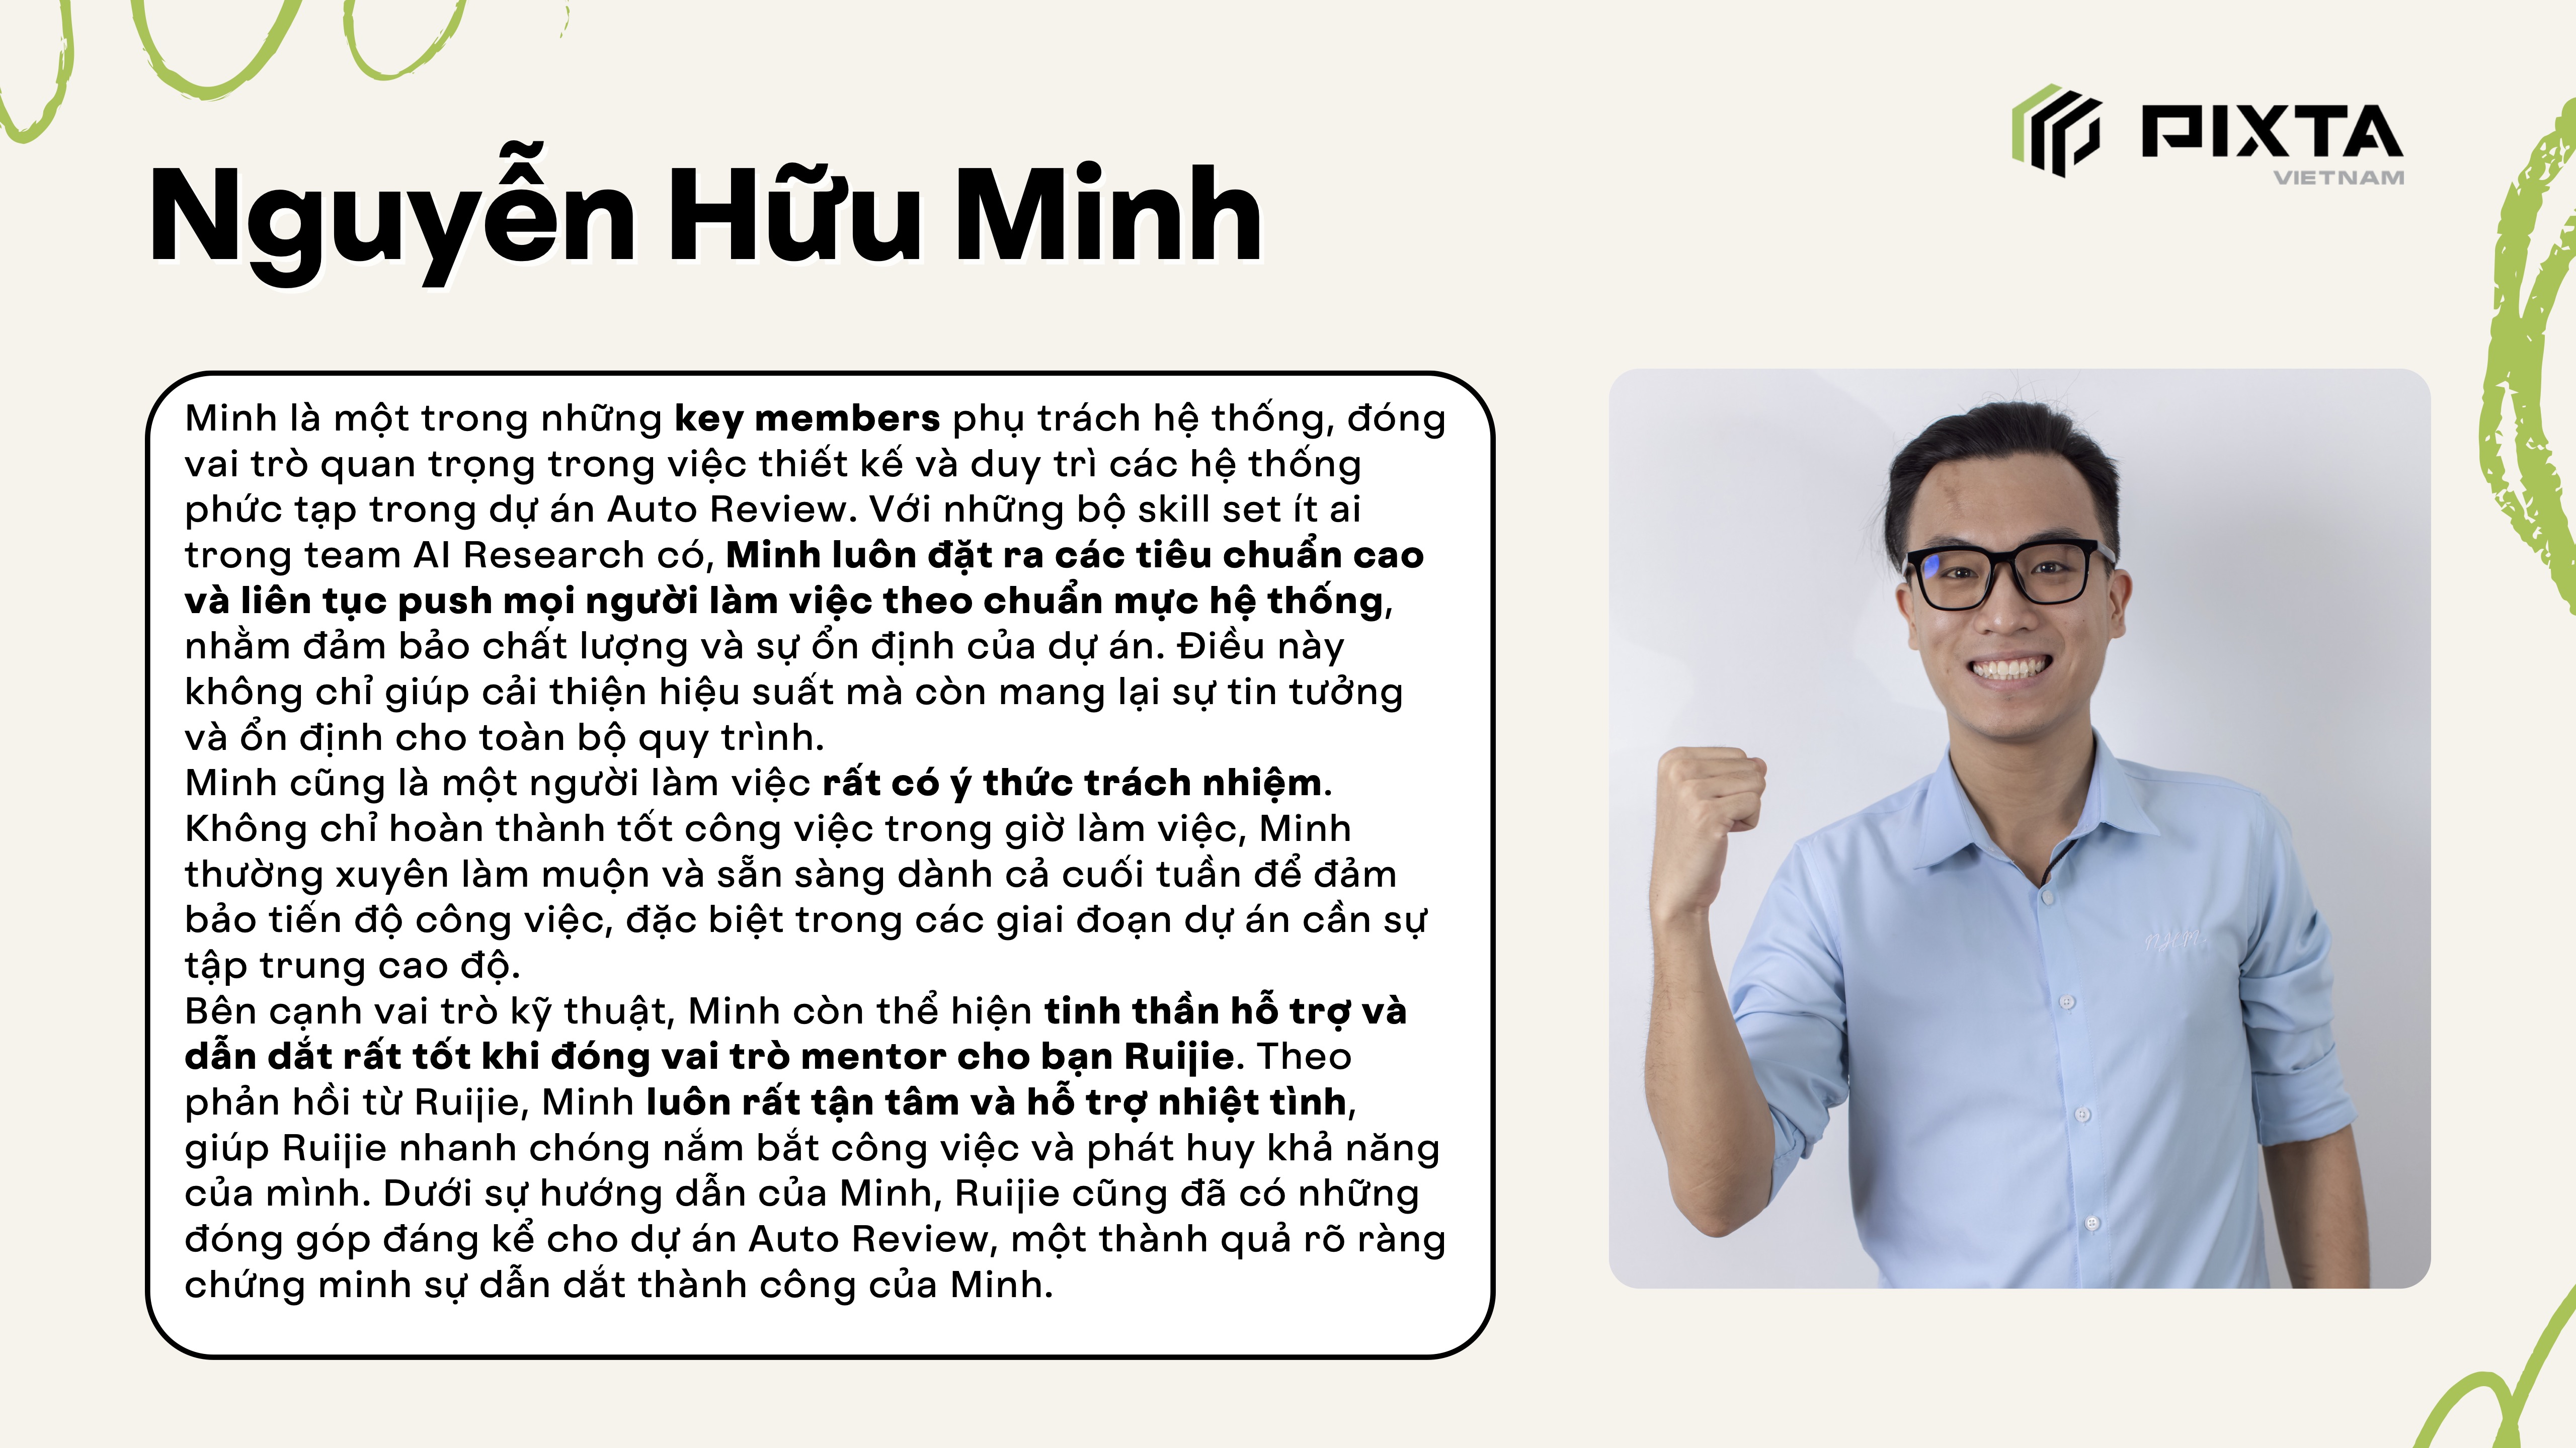 PIXTA
VIETNAM
Nguyễn Hữu Minh
Minh là một trong những key members phụ trách hệ thống, đóng
vai trò quan trọng trong việc thiết kế và duy trì các hệ thống
phức tạp trong dự án Auto Review. Với những bộ skill set ít ai
trong team AI Research có, Minh luôn đặt ra các tiêu chuẩn cao
và liên tục push mọi người làm việc theo chuẩn mực hệ thống,
nhằm đảm bảo chất lượng và sự ổn định của dự án. Điều này
không chỉ giúp cải thiện hiệu suất mà còn mang lại sự tin tưởng
và ổn định cho toàn bộ quy trình.
Minh cũng là một người làm việc rất có ý thức trách nhiệm.
Không chỉ hoàn thành tốt công việc trong giờ làm việc, Minh
thường xuyên làm muộn và sẵn sàng dành cả cuối tuần để đảm
bảo tiến độ công việc, đặc biệt trong các giai đoạn dự án cần sự
tập trung cao độ.
Bên cạnh vai trò kỹ thuật, Minh còn thể hiện tinh thần hỗ trợ và
dẫn dắt rất tốt khi đóng vai trò mentor cho bạn Ruijie. Theo
phản hồi từ Ruijie, Minh luôn rất tận tâm và hỗ trợ nhiệt tình,
giúp Ruijie nhanh chóng nắm bắt công việc và phát huy khả năng
của mình. Dưới sự hướng dẫn của Minh, Ruijie cũng đã có những
đóng góp đáng kể cho dự án Auto Review, một thành quả rõ ràng
chứng minh sự dẫn dắt thành công của Minh.